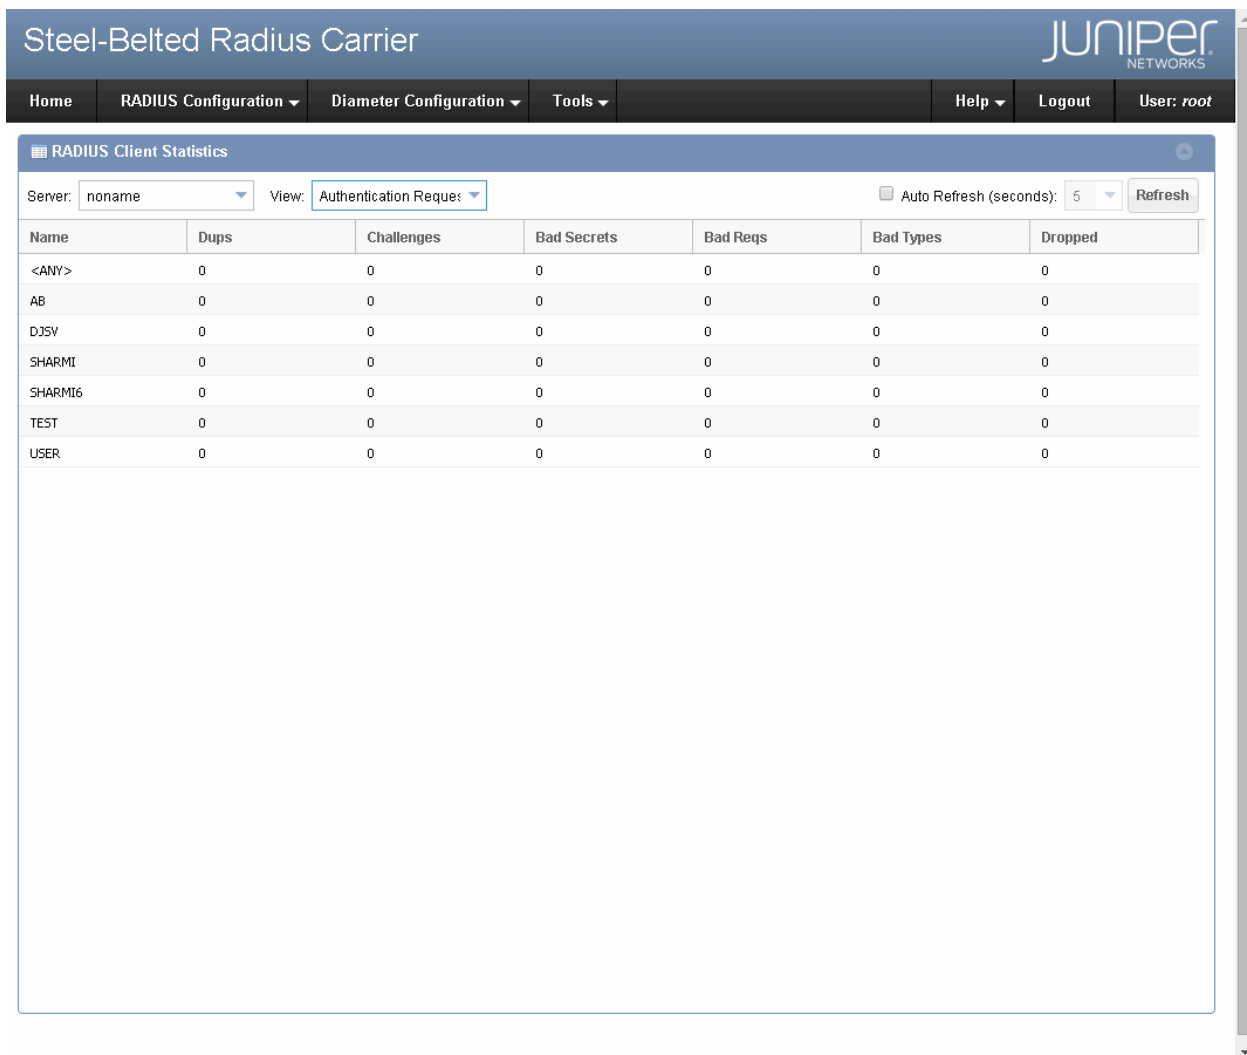 Steel-Belted Radius Carrier
JUNIPER
NETWORKS
Home RADIUS Configuration Diameter Configuration Tools Help Logout User: root
RADIUS Client Statistics
Server: noname View: Authentication Reques Auto Refresh (seconds): 5 Refresh
Name Dups Challenges Bad Secrets Bad Reqs Bad Types Dropped
<ANY> 0 0 0 0 0 0
AB 0 0 0 0 0 0
DJSV 0 0 0 0 0 0
SHARMI 0 0 0 0 0 0
SHARMI6 0 0 0 0 0 0
TEST 0 0 0 0 0 0
USER 0 0 0 0 0 0